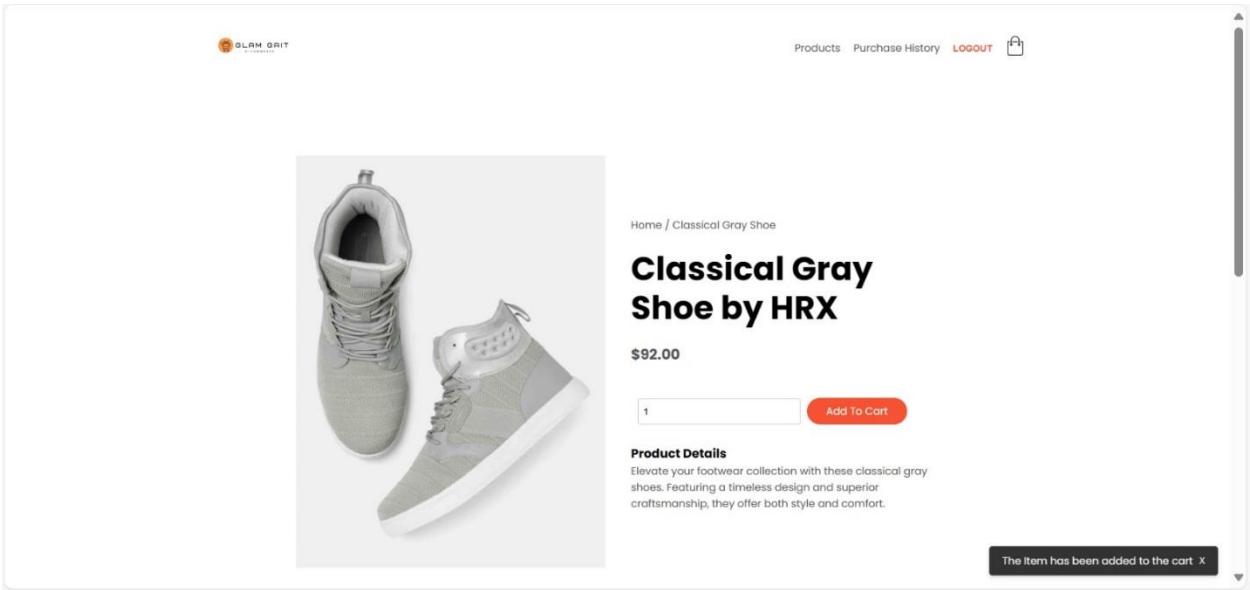 GLAM GAIT
Products Purchase History LOGOUT
Home / Classical Gray Shoe
Classical Gray
Shoe by HRX
$92.00
1
Add To Cart
Product Details
Elevate your footwear collection with these classical gray
shoes. Featuring a timeless design and superior
craftsmanship, they offer both style and comfort.
The Item has been added to the cart X